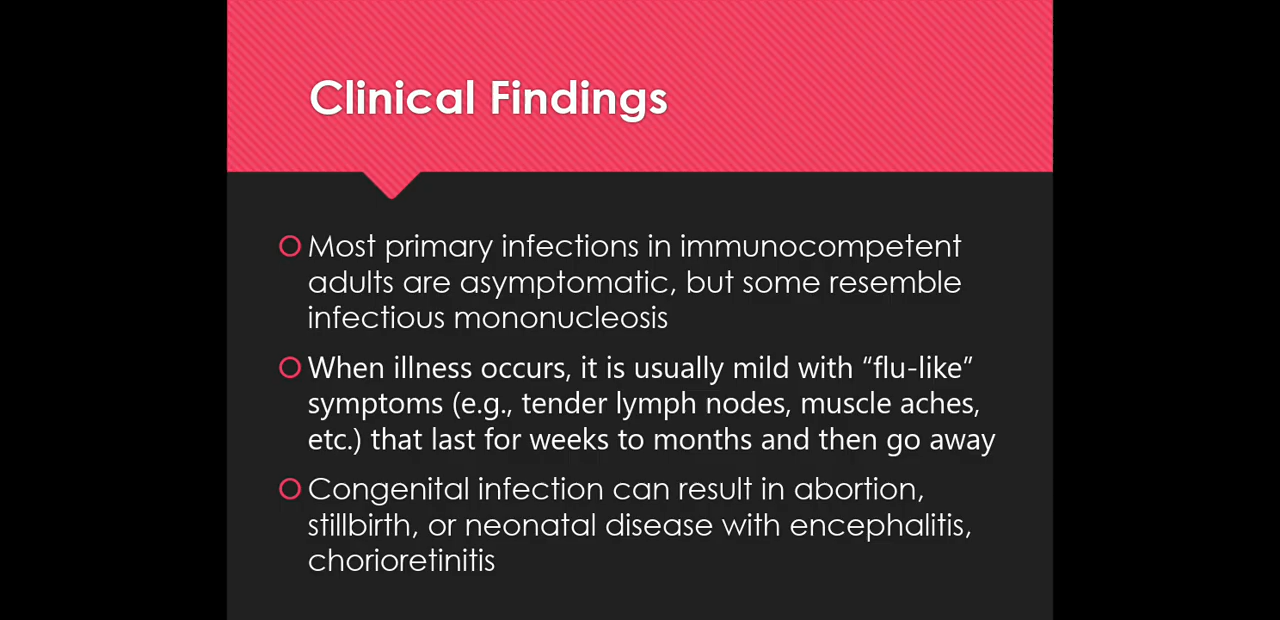 Clinical Findings
Most primary infections in immunocompetent
adults are asymptomatic, but some resemble
infectious mononucleosis
When illness occurs, it is usually mild with “flu-like”
symptoms (e.g., tender lymph nodes, muscle aches,
etc.) that last for weeks to months and then go away
Congenital infection can result in abortion,
stillbirth, or neonatal disease with encephalitis,
chorioretinitis